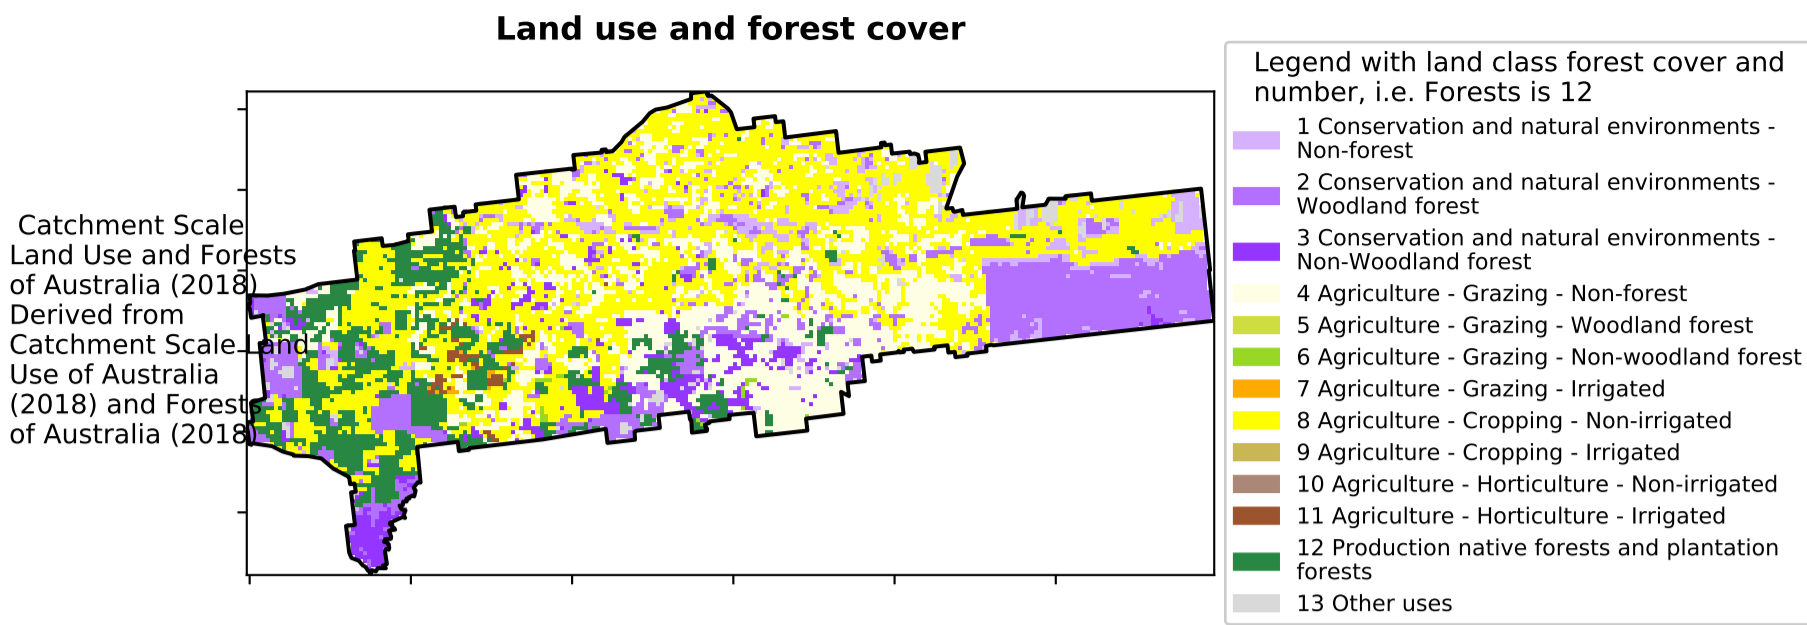 Land use and forest cover
Catchment Scale
Land Use and Forests
of Australia (2018)
Derived from
Catchment Scale Land
Use of Australia
(2018) and Forests
of Australia (2018)
Legend with land class forest cover and
number, i.e. Forests is 12
1 Conservation and natural environments -
Non-forest
2 Conservation and natural environments -
Woodland forest
3 Conservation and natural environments -
Non-Woodland forest
4 Agriculture - Grazing - Non-forest
5 Agriculture - Grazing - Woodland forest
6 Agriculture - Grazing - Non-woodland forest
7 Agriculture - Grazing - Irrigated
8 Agriculture - Cropping - Non-irrigated
9 Agriculture - Cropping - Irrigated
10 Agriculture - Horticulture - Non-irrigated
11 Agriculture - Horticulture - Irrigated
12 Production native forests and plantation
forests
13 Other uses